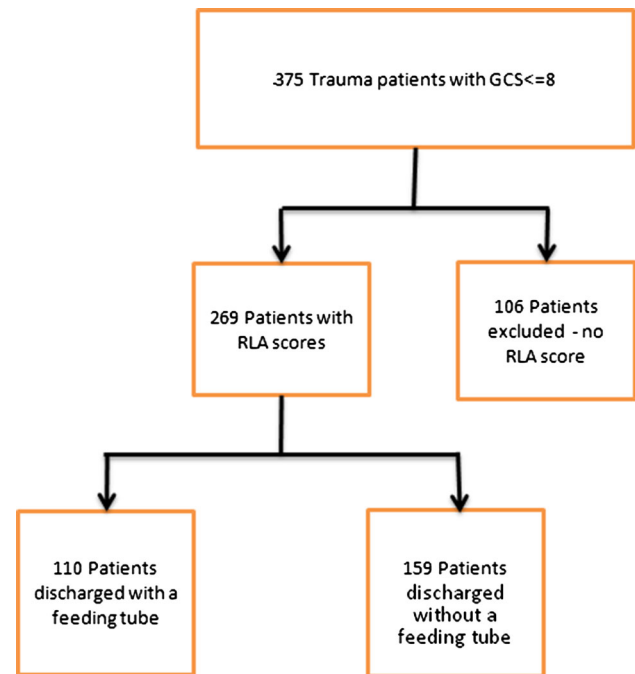 .375 Trauma patients with GCS<=8
269 Patients with
RLA scores
106 Patients
excluded - no
RLA score
110 Patients
discharged with a
feeding tube
159 Patients
discharged
without a
feeding tube